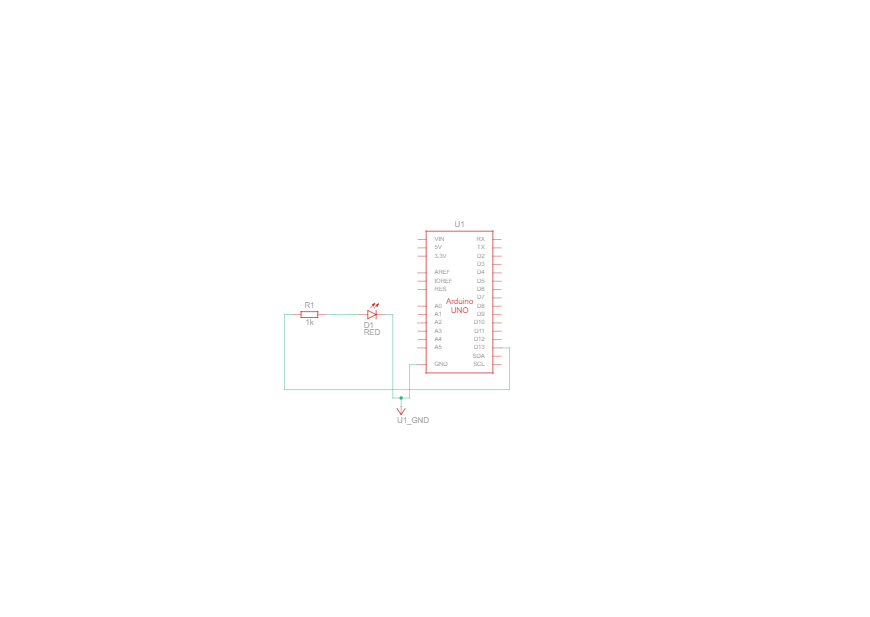 U1
VIN RX
5V TX
3.3V D2
D3
AREF D4
IOREF D5
RES D6
D7
Arduino
UNO
A0 D8
A1 D9
A2 D10
A3 D11
A4 D12
A5 D13
SDA
GND SCL
R1
1k
D1
RED
U1_GND